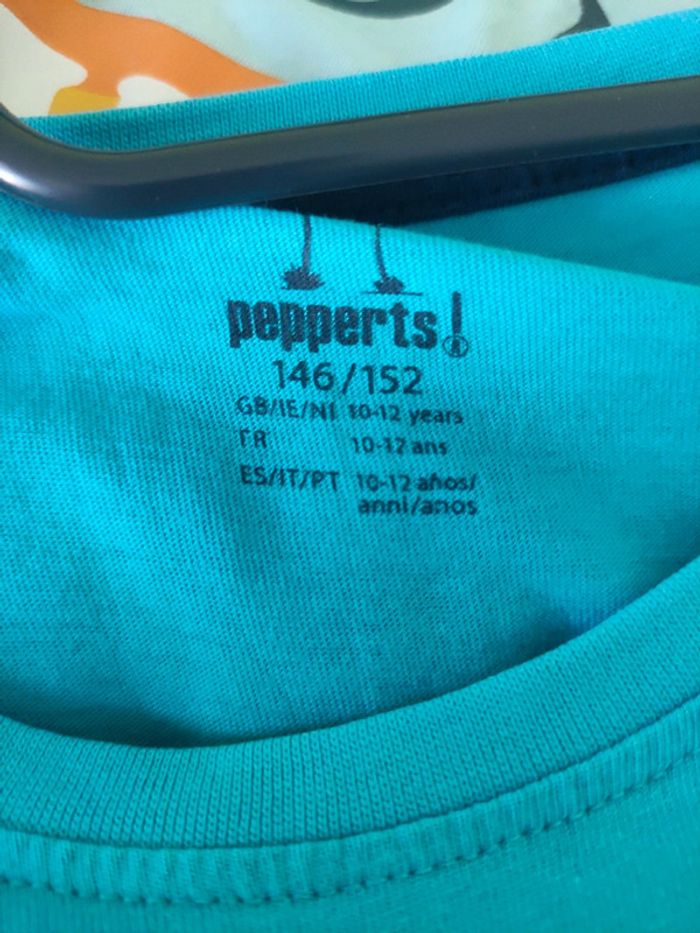 pepperts!®
146/152
GB/IE/NI 10-12 years
FR 10-12 ans
ES/IT/PT 10-12 años/
anni/anos